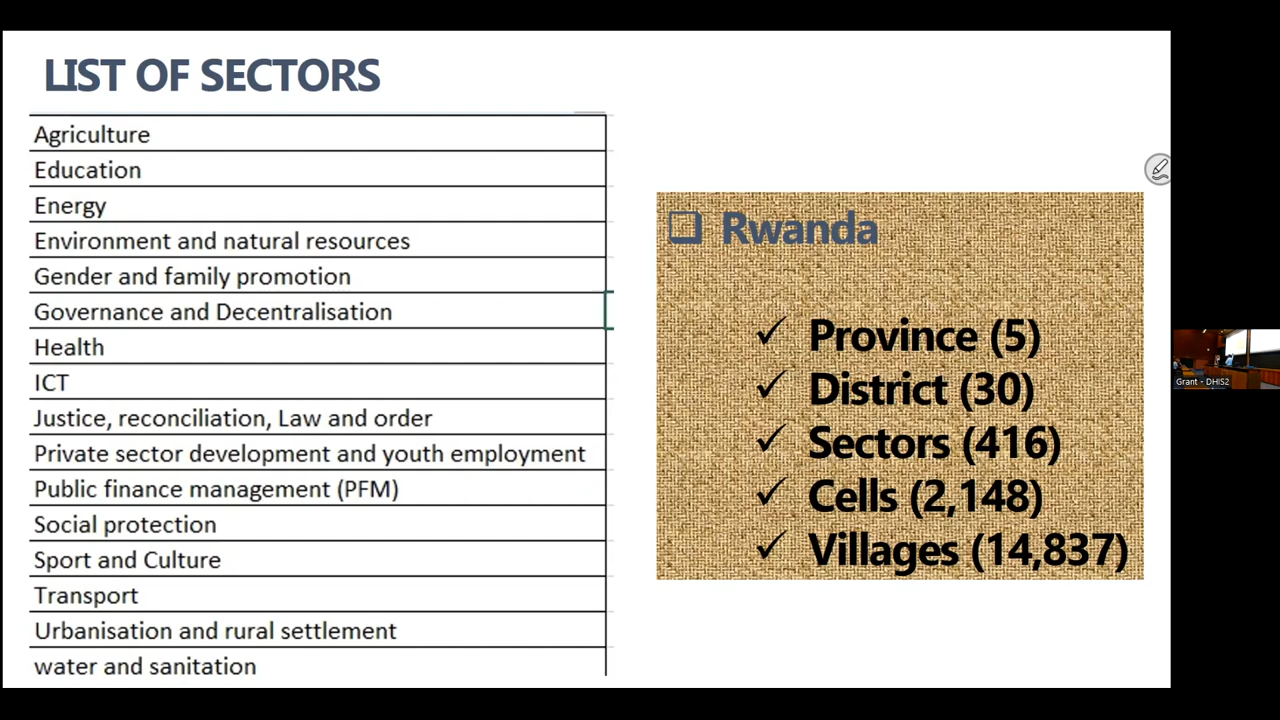 LIST OF SECTORS
Agriculture
Education
Energy
Environment and natural resources
Gender and family promotion
Governance and Decentralisation
Health
ICT
Justice, reconciliation, Law and order
Private sector development and youth employment
Public finance management (PFM)
Social protection
Sport and Culture
Transport
Urbanisation and rural settlement
water and sanitation
Rwanda
Province (5)
District (30)
Sectors (416)
Cells (2,148)
Villages (14,837)
Grant - DHIS2